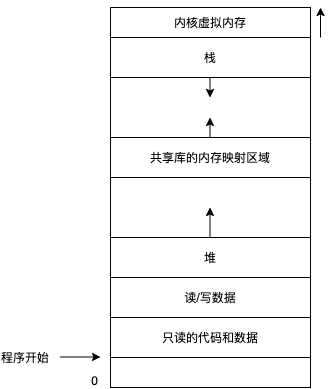 内核虚拟内存
栈
共享库的内存映射区域
堆
读/写数据
只读的代码和数据
程序开始
0